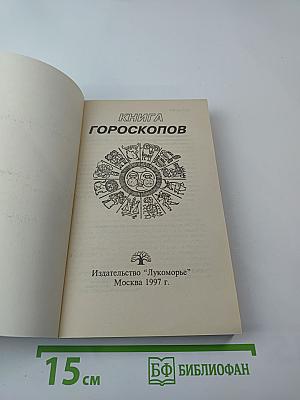 КНИГА
ГОРОСКОПОВ
Издательство "Лукоморье"
Москва 1997 г.
15 см
БФ БИБЛИОФАН